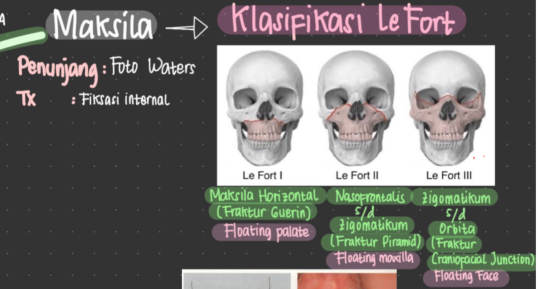 A
Maksila → Klasifikasi Le Fort
Penunjang : Foto Waters
Tx : Fiksasi internal
Le Fort I
Le Fort II
Le Fort III
Maksila Horizontal
(Fraktur Guerin)
Floating palate
Nasofrontalis
s/d
Zigomatikum
(Fraktur Piramid)
Floating maxilla
Zigomatikum
s/d
Orbita
(Fraktur
Craniopacial Junction)
Floating Face